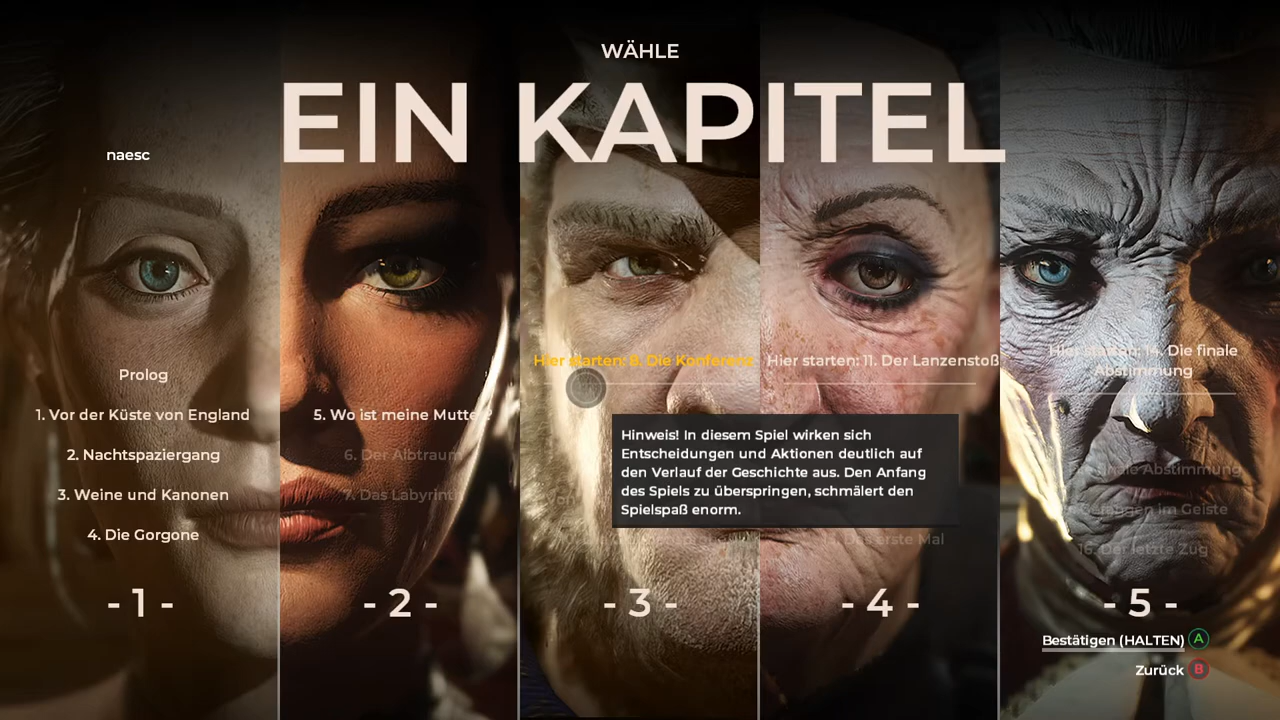 WÄHLE
EIN KAPITEL
naesc
Prolog
1. Vor der Küste von England
2. Nachtspaziergang
3. Weine und Kanonen
4. Die Gorgone
- 1 -
5. Wo ist meine Mutter?
6. Der Albtraum
7. Das Labyrinth
- 2 -
Hier starten: 8. Die Konferenz
- 3 -
Hier starten: 11. Der Lanzenstoß
Das erste Mal
- 4 -
Hier starten: 14. Die finale
Abstimmung
finale Abstimmung
Gefangen im Geiste
16. Der letzte Zug
- 5 -
Hinweis! In diesem Spiel wirken sich
Entscheidungen und Aktionen deutlich auf
den Verlauf der Geschichte aus. Den Anfang
des Spiels zu überspringen, schmälert den
Spielspaß enorm.
Bestätigen (HALTEN) A
Zurück B